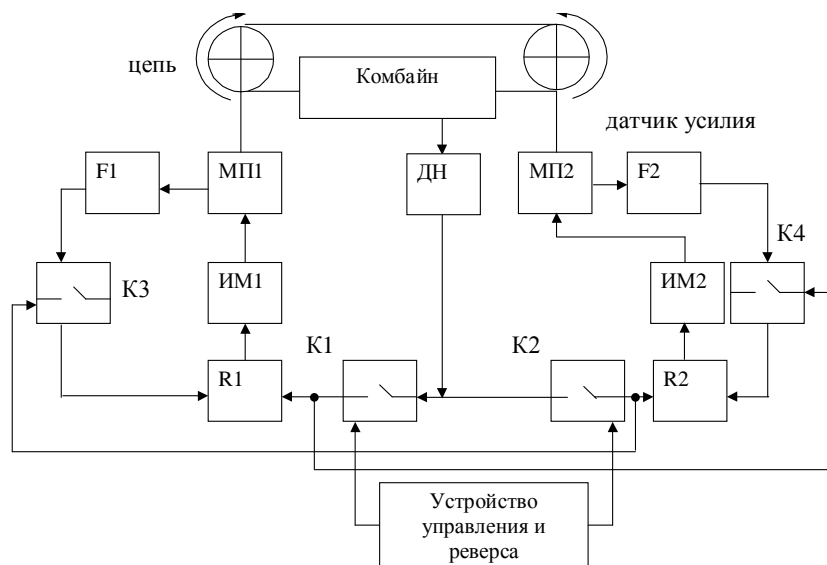 цепь
Комбайн
датчик усилия
F1
МП1
ДН
МП2
F2
К4
К3
ИМ1
ИМ2
К1
К2
R1
R2
Устройство
управления и
реверса